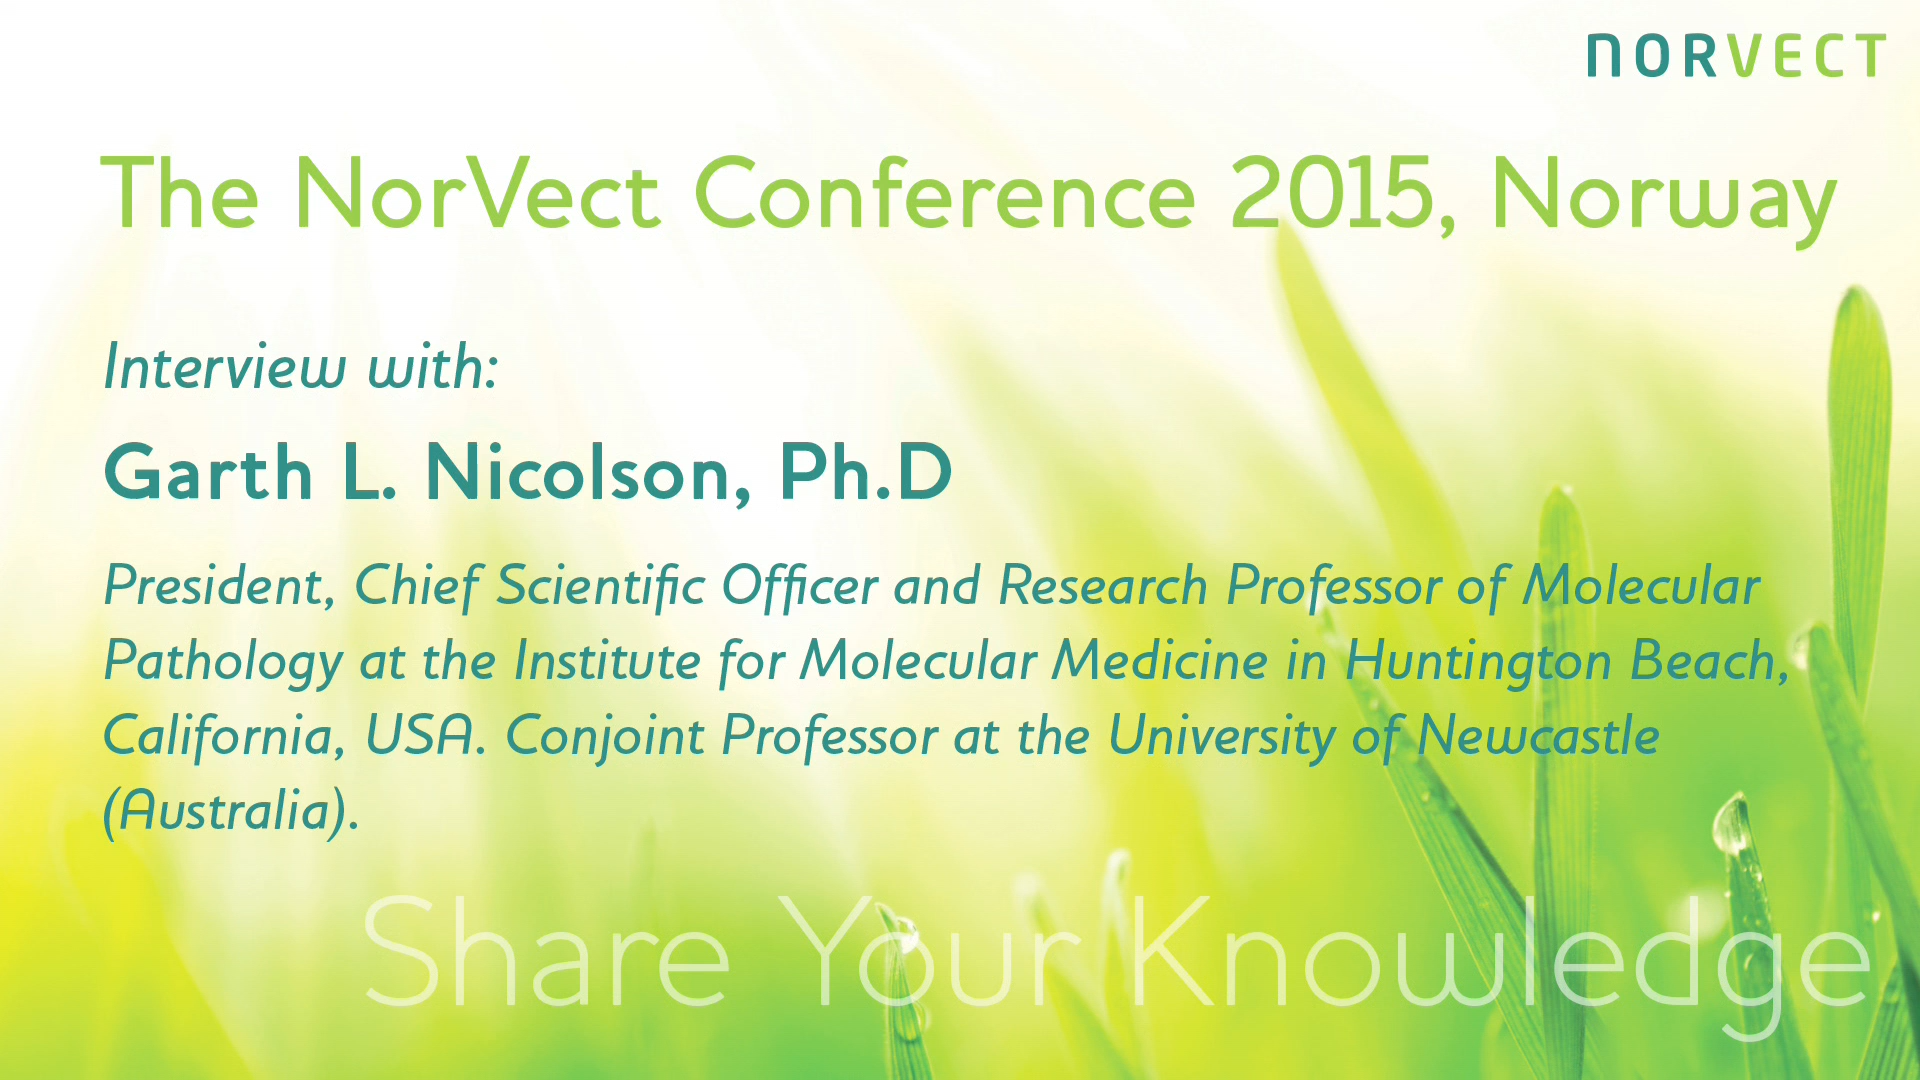 NORVECT
The NorVect Conference 2015, Norway
Interview with:
Garth L. Nicolson, Ph.D
President, Chief Scientific Officer and Research Professor of Molecular
Pathology at the Institute for Molecular Medicine in Huntington Beach,
California, USA. Conjoint Professor at the University of Newcastle
(Australia).
Share Your Knowledge